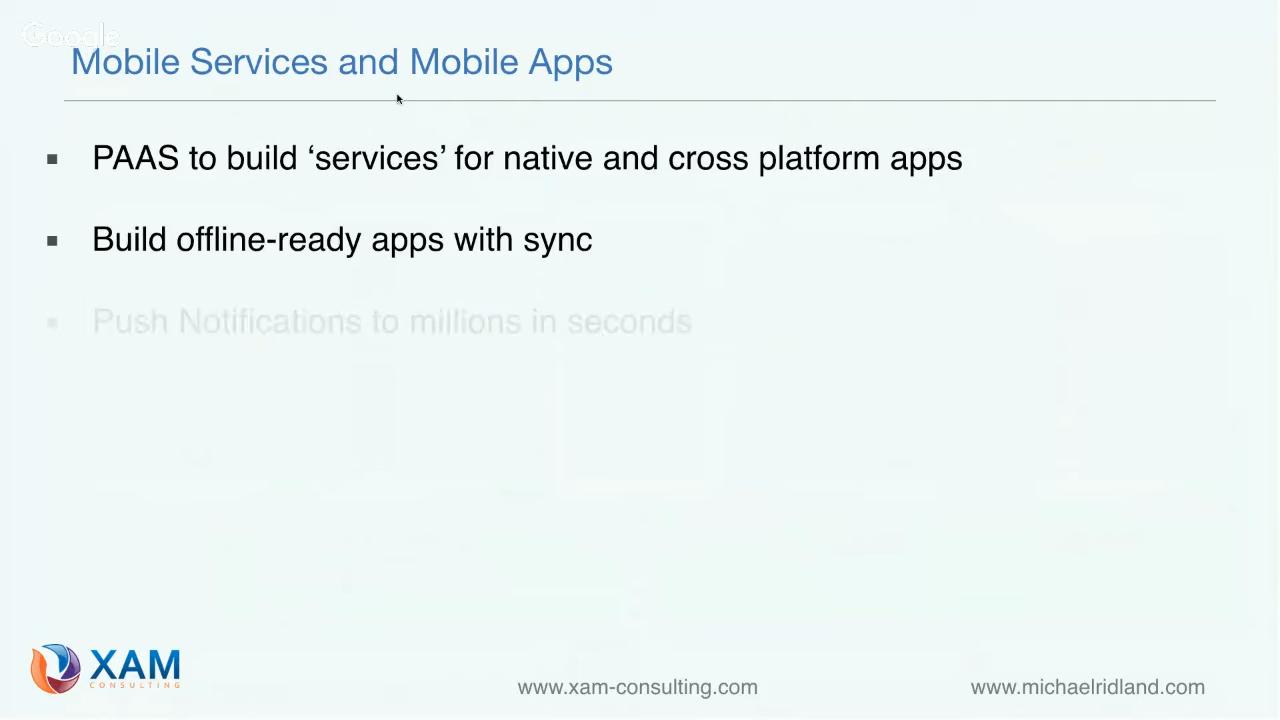 Google
Mobile Services and Mobile Apps
▪ PAAS to build ‘services’ for native and cross platform apps
▪ Build offline-ready apps with sync
▪ Push Notifications to millions in seconds
XAM
CONSULTING
www.xam-consulting.com
www.michaelridland.com